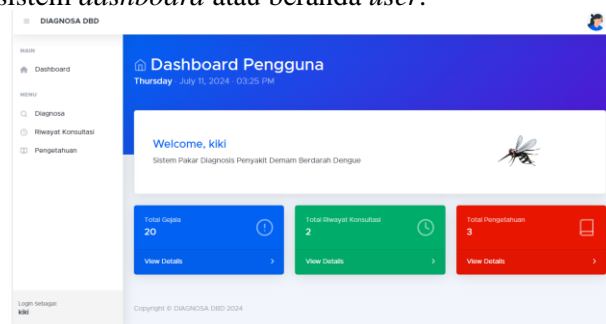 sistem dashboard atau beranda user.
DIAGNOSA DBD
MAIN
Dashboard
MENU
Diagnosa
Riwayat Konsultasi
Pengetahuan
Login Sebagai:
kiki
Dashboard Pengguna
Thursday · July 11, 2024 · 03:25 PM
Welcome, kiki
Sistem Pakar Diagnosis Penyakit Demam Berdarah Dengue
Total Gejala
20
View Details
Total Riwayat Konsultasi
2
View Details
Total Pengetahuan
3
View Details
Copyright © DIAGNOSA DBD 2024